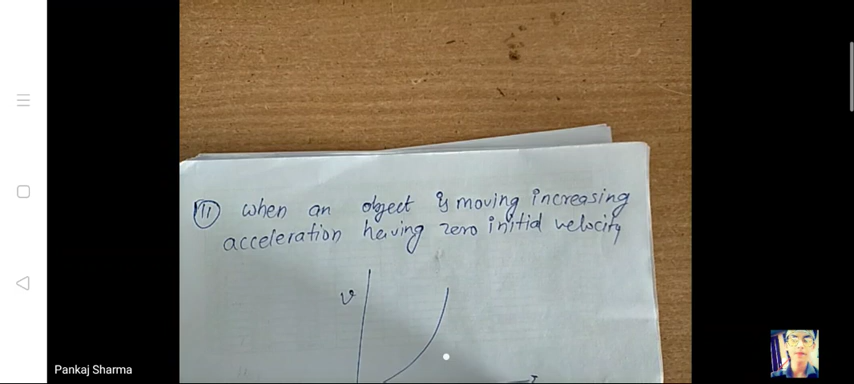 11 when an object is moving increasing
acceleration having zero initial velocity
v
Pankaj Sharma